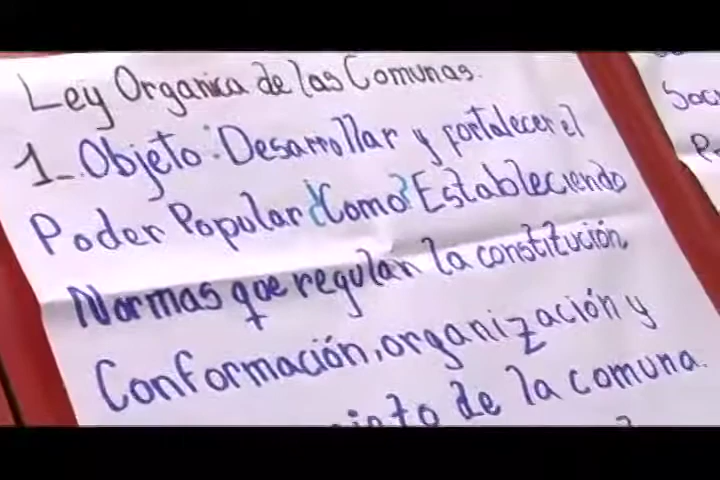 Ley Organica de las Comunas.
1_ Objeto: Desarrollar y fortalecer el
Poder Popular ¿Como? Estableciendo
Normas que regulan la constitución,
Conformación, organización y
de la comuna.